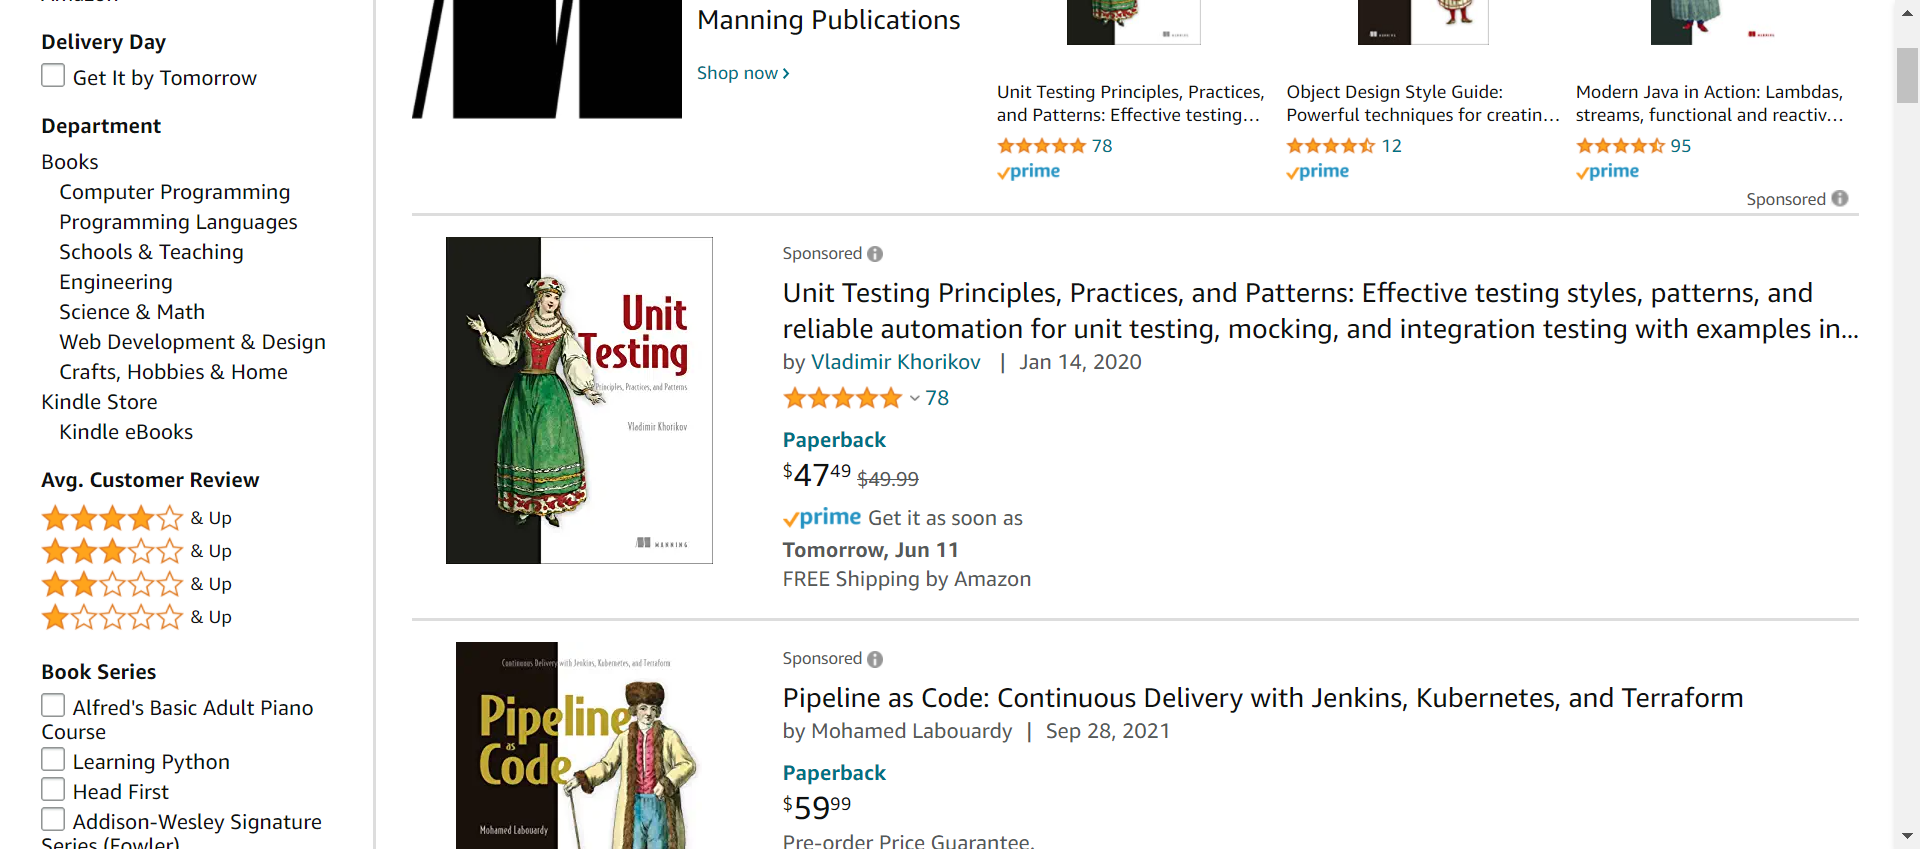 Amazon
Delivery Day
Get It by Tomorrow
Department
Books
Computer Programming
Programming Languages
Schools & Teaching
Engineering
Science & Math
Web Development & Design
Crafts, Hobbies & Home
Kindle Store
Kindle eBooks
Avg. Customer Review
& Up
& Up
& Up
& Up
Book Series
Alfred's Basic Adult Piano
Course
Learning Python
Head First
Addison-Wesley Signature
Series (Fowler)
Manning Publications
Shop now ›
MANNING
Unit Testing Principles, Practices,
and Patterns: Effective testing...
78
prime
MANNING
Object Design Style Guide:
Powerful techniques for creatin...
12
prime
MANNING
Modern Java in Action: Lambdas,
streams, functional and reactiv...
95
prime
Sponsored
Unit
Testing
Principles, Practices, and Patterns
Vladimir Khorikov
MANNING
Sponsored
Unit Testing Principles, Practices, and Patterns: Effective testing styles, patterns, and
reliable automation for unit testing, mocking, and integration testing with examples in...
by Vladimir Khorikov | Jan 14, 2020
78
Paperback
$47.49 $49.99
prime Get it as soon as
Tomorrow, Jun 11
FREE Shipping by Amazon
Continuous Delivery with Jenkins, Kubernetes, and Terraform
Pipeline
as
Code
Mohamed Labouardy
Sponsored
Pipeline as Code: Continuous Delivery with Jenkins, Kubernetes, and Terraform
by Mohamed Labouardy | Sep 28, 2021
Paperback
$59.99
Pre-order Price Guarantee.